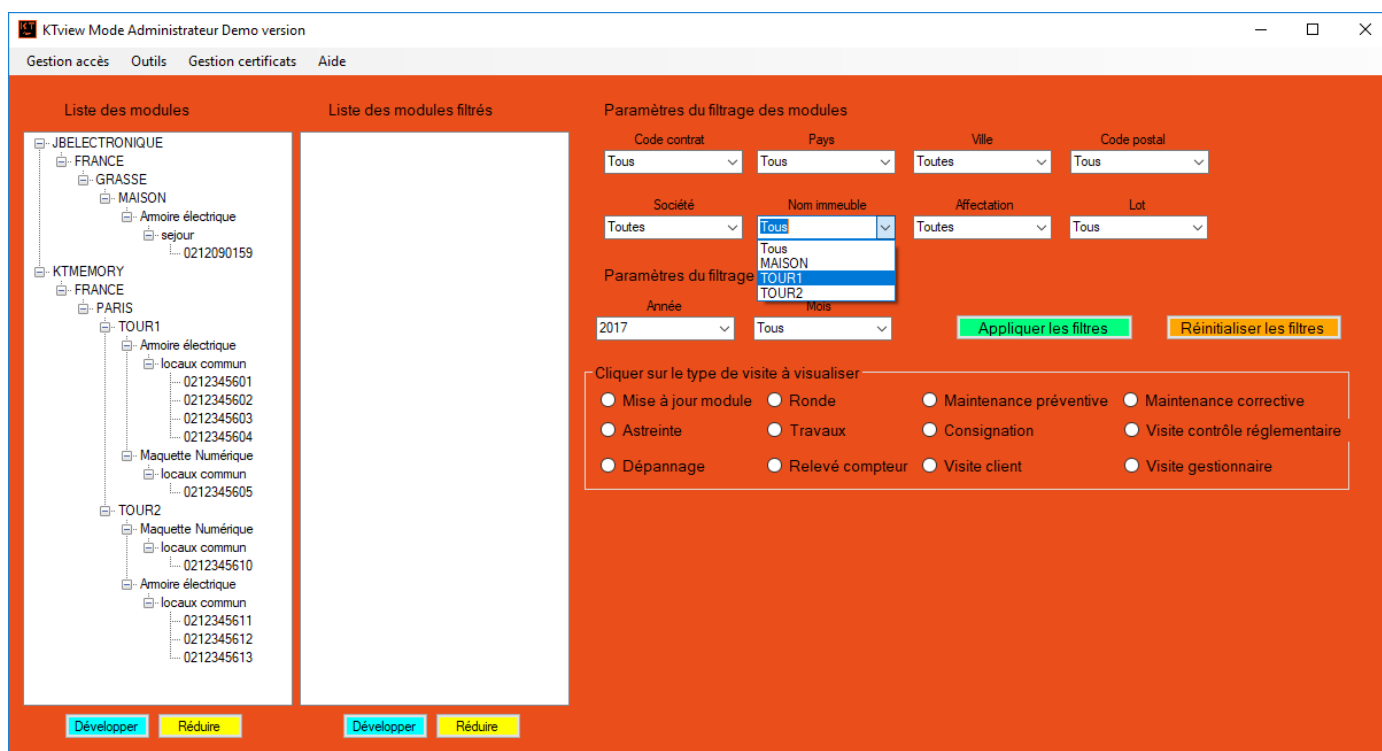 KTview Mode Administrateur Demo version
Gestion accès Outils Gestion certificats Aide
Liste des modules
JBELECTRONIQUE
FRANCE
GRASSE
MAISON
Amoire électrique
sejour
0212090159
KTMEMORY
FRANCE
PARIS
TOUR1
Amoire électrique
locaux commun
0212345601
0212345602
0212345603
0212345604
Maquette Numérique
locaux commun
0212345605
TOUR2
Maquette Numérique
locaux commun
0212345610
Amoire électrique
locaux commun
0212345611
0212345612
0212345613
Développer Réduire
Liste des modules filtrés
Développer Réduire
Paramètres du filtrage des modules
Code contrat Pays Ville Code postal
Tous Tous Toutes Tous
Société Nom immeuble Affectation Lot
Toutes Tous Toutes Tous
Tous
MAISON
TOUR1
TOUR2
Paramètres du filtrage
Année Mois
2017 Tous Appliquer les filtres Réinitialiser les filtres
Cliquer sur le type de visite à visualiser
Mise à jour module Ronde Maintenance préventive Maintenance corrective
Astreinte Travaux Consignation Visite contrôle réglementaire
Dépannage Relevé compteur Visite client Visite gestionnaire